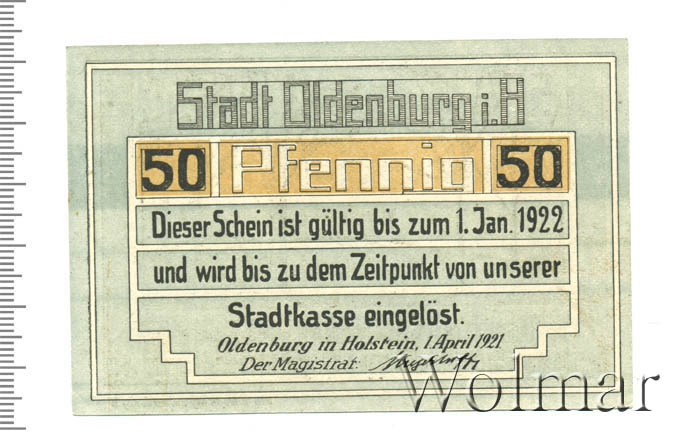 Stadt Oldenburg i. H
50 Pfennig 50
Dieser Schein ist gültig bis zum 1. Jan. 1922
und wird bis zu dem Zeitpunkt von unserer
Stadtkasse eingelöst.
Oldenburg in Holstein, 1. April 1921
Der Magistrat:
Wolmar